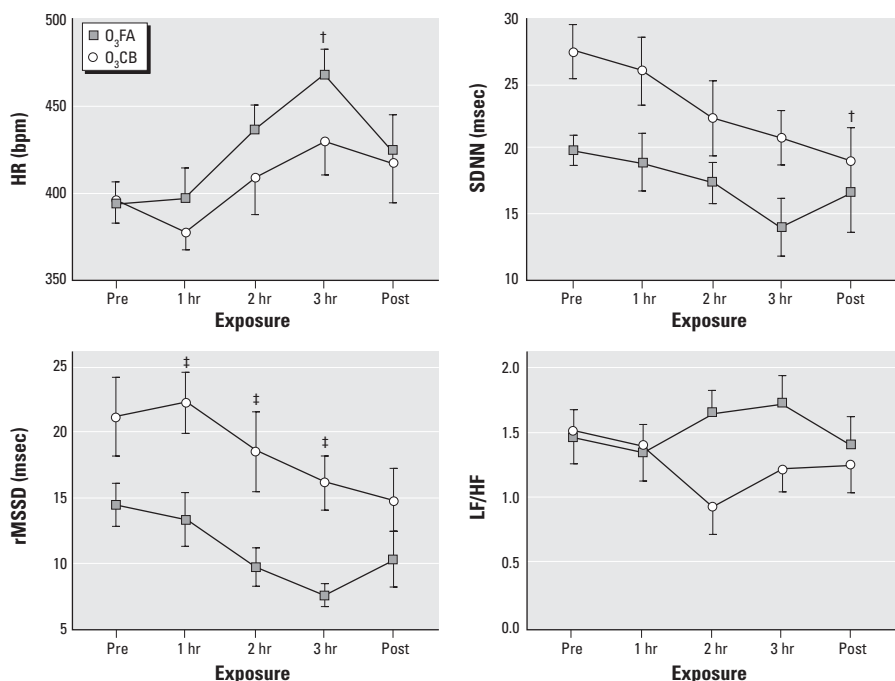 500
450
400
350
HR (bpm)
O₃FA
O₃CB
†
Pre 1 hr 2 hr 3 hr Post
Exposure
30
25
20
15
10
SDNN (msec)
†
Pre 1 hr 2 hr 3 hr Post
Exposure
25
20
15
10
5
rMSSD (msec)
‡
‡
‡
Pre 1 hr 2 hr 3 hr Post
Exposure
2.0
1.5
1.0
0.5
0.0
LF/HF
Pre 1 hr 2 hr 3 hr Post
Exposure